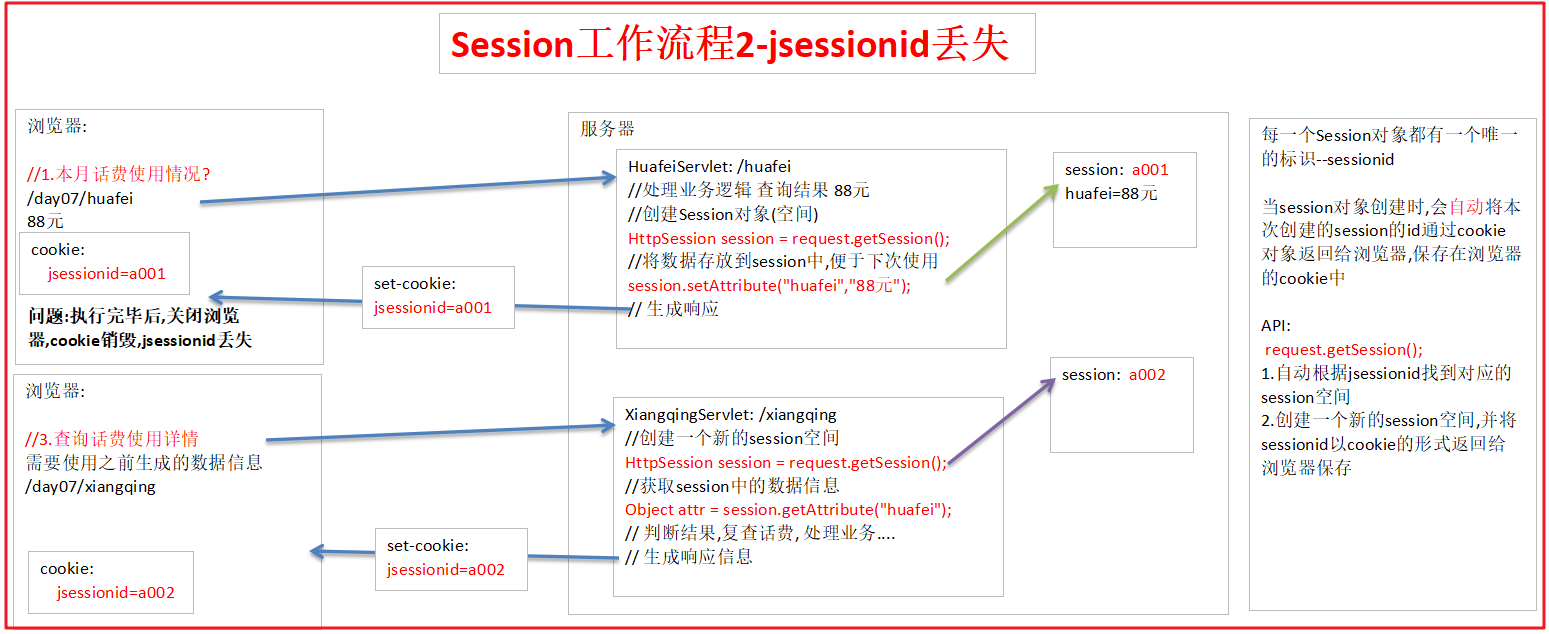 Session工作流程2-jsessionid丢失
浏览器:
//1.本月话费使用情况?
/day07/huafei
88元
cookie:
jsessionid=a001
问题:执行完毕后,关闭浏览
器,cookie销毁,jsessionid丢失
浏览器:
//3.查询话费使用详情
需要使用之前生成的数据信息
/day07/xiangqing
cookie:
jsessionid=a002
set-cookie:
jsessionid=a001
set-cookie:
jsessionid=a002
服务器
HuafeiServlet: /huafei
//处理业务逻辑 查询结果 88元
//创建Session对象(空间)
HttpSession session = request.getSession();
//将数据存放到session中,便于下次使用
session.setAttribute("huafei","88元");
// 生成响应
session: a001
huafei=88元
XiangqingServlet: /xiangqing
//创建一个新的session空间
HttpSession session = request.getSession();
//获取session中的数据信息
Object attr = session.getAttribute("huafei");
// 判断结果,复查话费, 处理业务....
// 生成响应信息
session: a002
每一个Session对象都有一个唯一
的标识--sessionid
当session对象创建时,会自动将本
次创建的session的id通过cookie
对象返回给浏览器,保存在浏览器
的cookie中
API:
request.getSession();
1.自动根据jsessionid找到对应的
session空间
2.创建一个新的session空间,并将
sessionid以cookie的形式返回给
浏览器保存